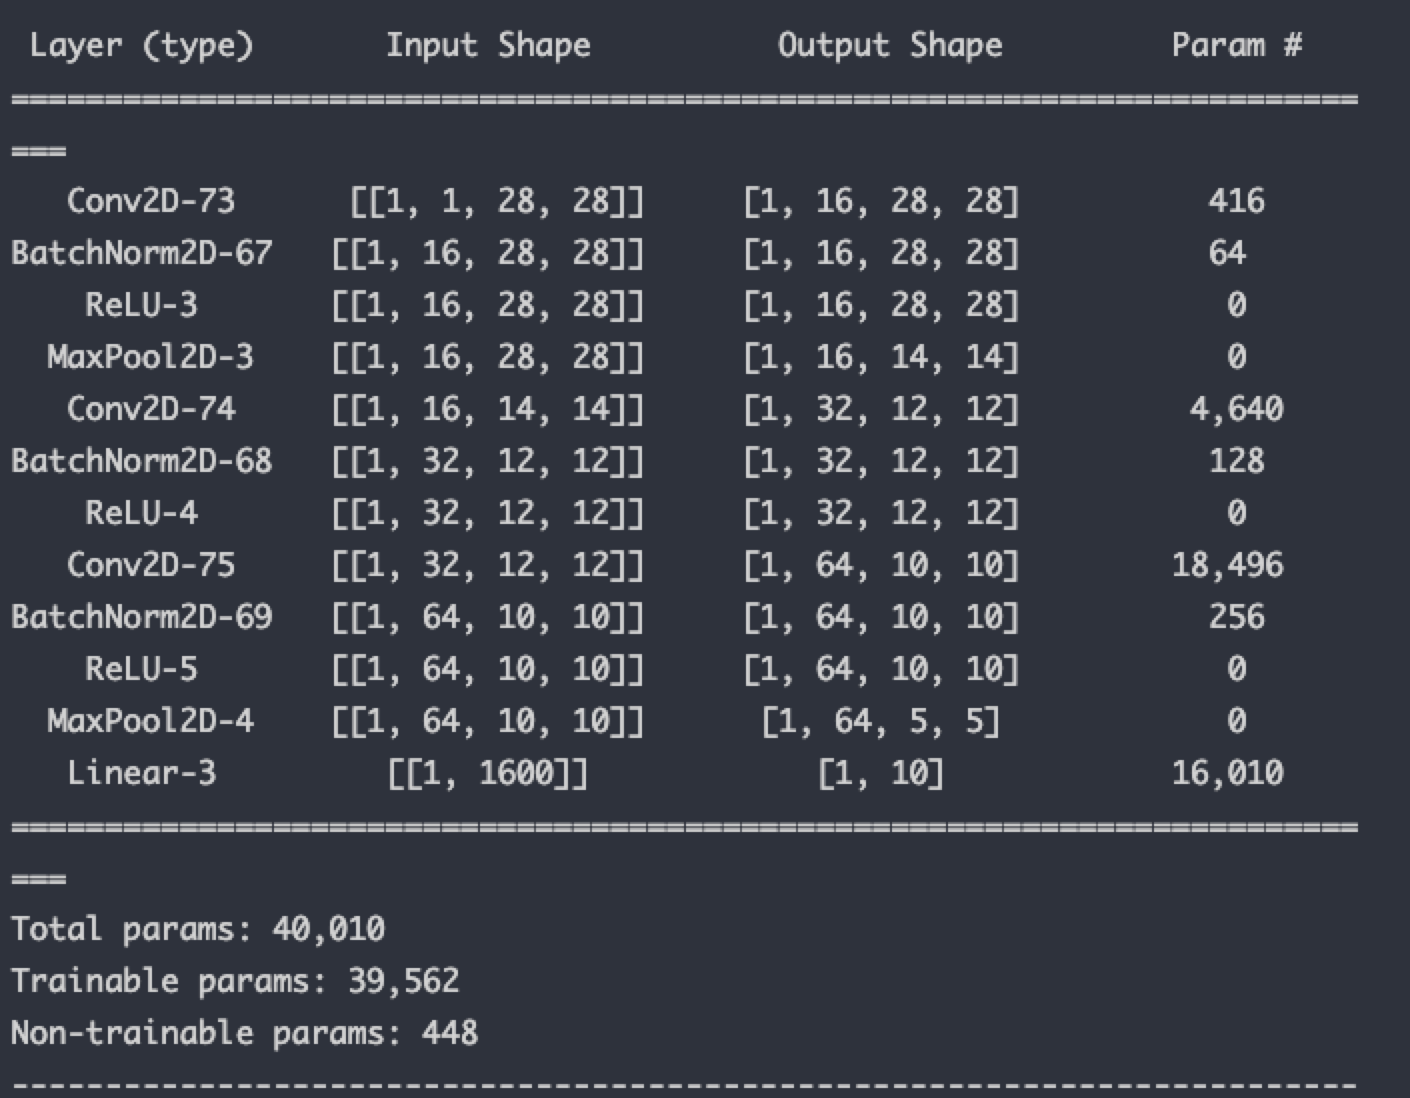 Layer (type) Input Shape Output Shape Param #
===========================================================================
===
Conv2D-73 [[1, 1, 28, 28]] [1, 16, 28, 28] 416
BatchNorm2D-67 [[1, 16, 28, 28]] [1, 16, 28, 28] 64
ReLU-3 [[1, 16, 28, 28]] [1, 16, 28, 28] 0
MaxPool2D-3 [[1, 16, 28, 28]] [1, 16, 14, 14] 0
Conv2D-74 [[1, 16, 14, 14]] [1, 32, 12, 12] 4,640
BatchNorm2D-68 [[1, 32, 12, 12]] [1, 32, 12, 12] 128
ReLU-4 [[1, 32, 12, 12]] [1, 32, 12, 12] 0
Conv2D-75 [[1, 32, 12, 12]] [1, 64, 10, 10] 18,496
BatchNorm2D-69 [[1, 64, 10, 10]] [1, 64, 10, 10] 256
ReLU-5 [[1, 64, 10, 10]] [1, 64, 10, 10] 0
MaxPool2D-4 [[1, 64, 10, 10]] [1, 64, 5, 5] 0
Linear-3 [[1, 1600]] [1, 10] 16,010
===========================================================================
===
Total params: 40,010
Trainable params: 39,562
Non-trainable params: 448
---------------------------------------------------------------------------